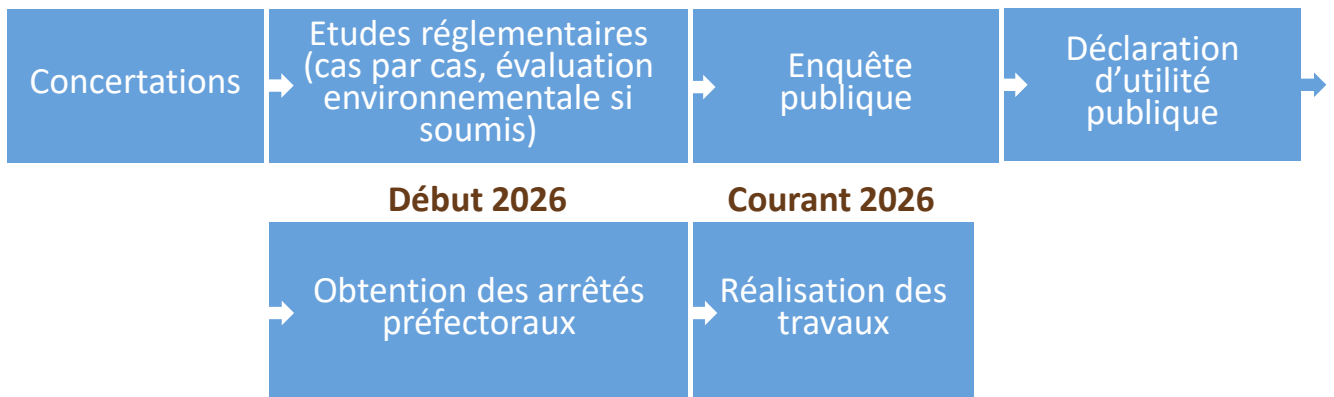 Concertations
Etudes réglementaires
(cas par cas, évaluation
environnementale si
soumis)
Enquête
publique
Déclaration
d’utilité
publique
Début 2026
Courant 2026
Obtention des arrêtés
préfectoraux
Réalisation des
travaux